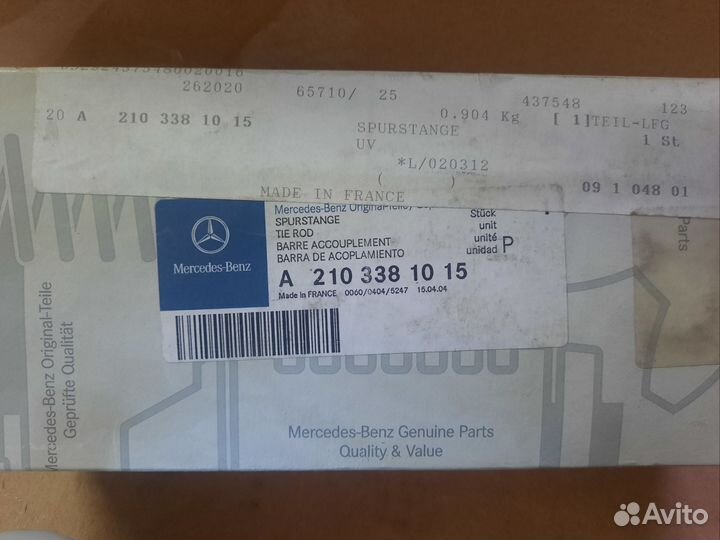 262020 65710/ 25 437548 123
20 A 210 338 10 15 0.904 Kg [ 1]TEIL-LFG
SPURSTANGE 1 St
UV
*L/020312
( )
MADE IN FRANCE 09 1 048 01
Mercedes-Benz
SPURSTANGE
TIE ROD
BARRE ACCOUPLEMENT
BARRA DE ACOPLAMIENTO
Stück
unit
unité
unidad P
A 210 338 10 15
Made in FRANCE 0060/0404/5247 15.04.04
Mercedes-Benz Original-Teile
Geprüfte Qualität
Mercedes-Benz Genuine Parts
Quality & Value
Parts
Avito